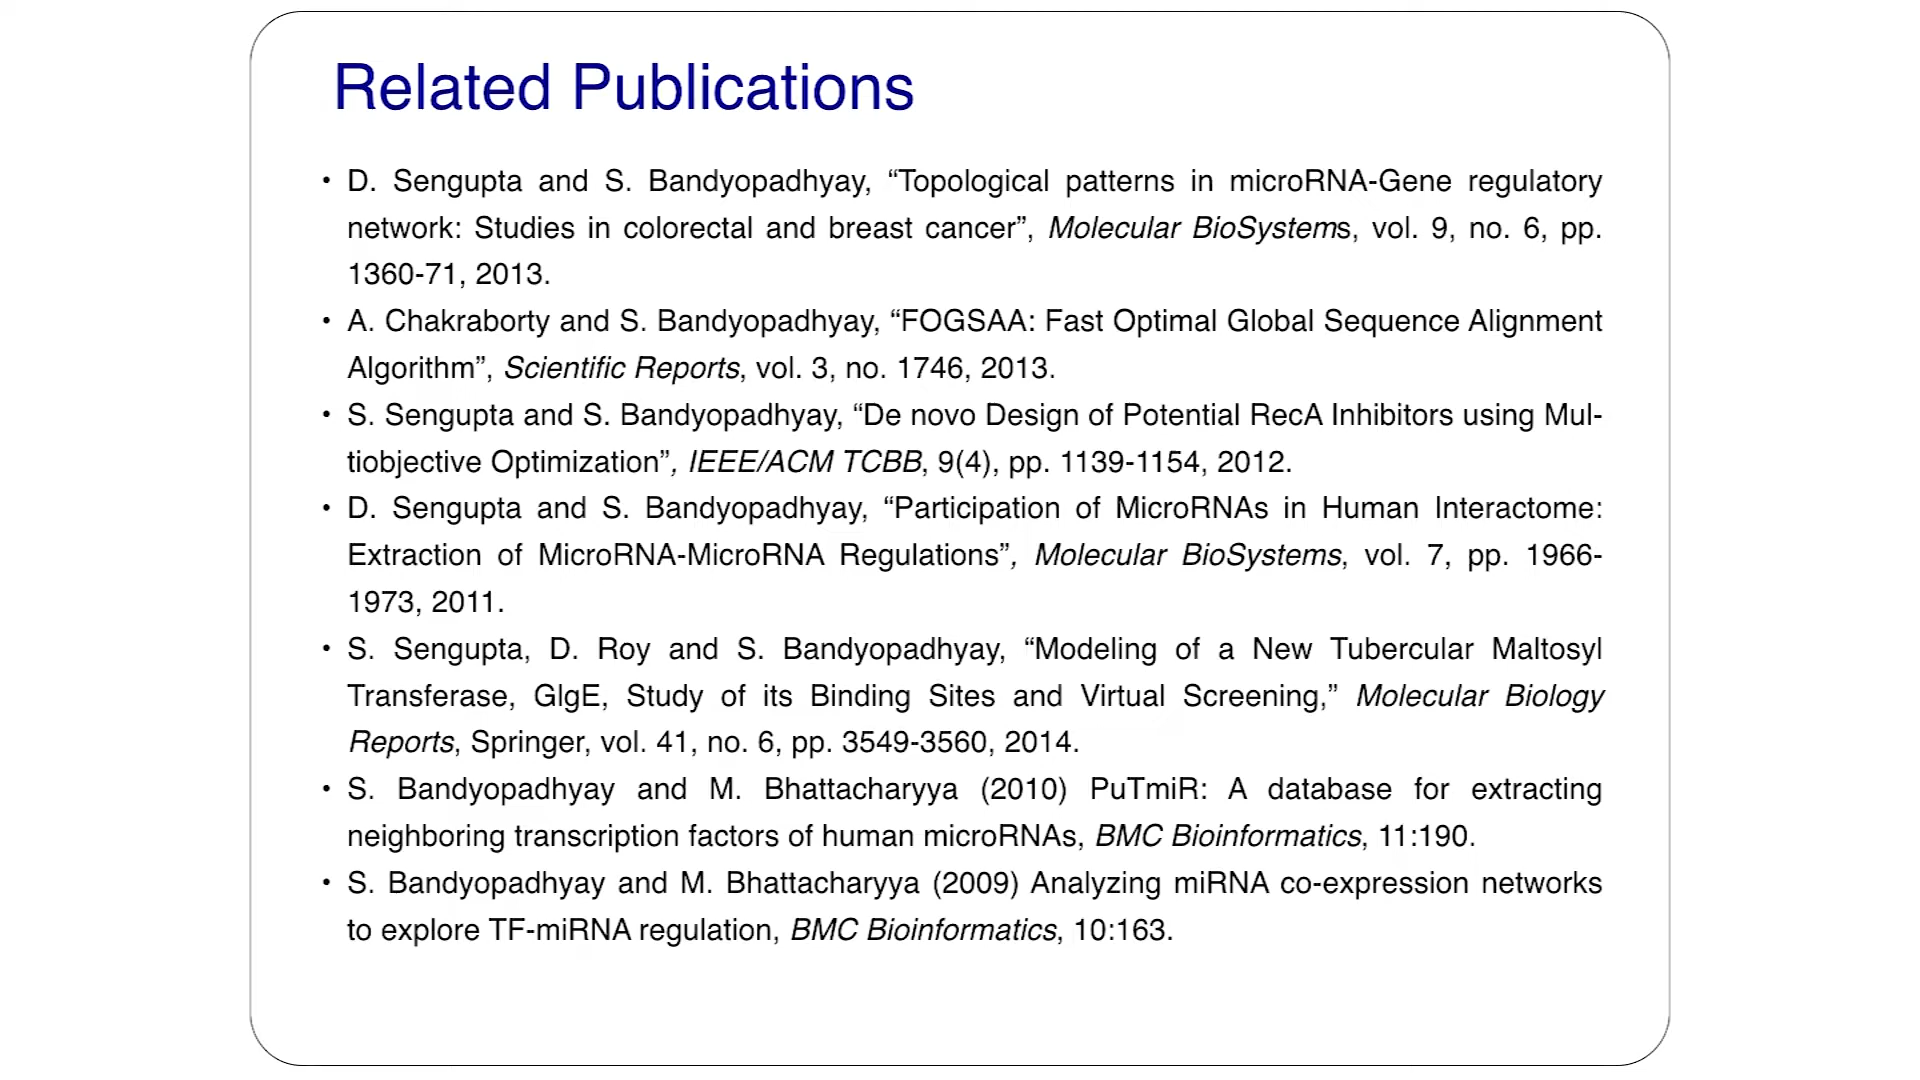 Related Publications
• D. Sengupta and S. Bandyopadhyay, “Topological patterns in microRNA-Gene regulatory
network: Studies in colorectal and breast cancer”, Molecular BioSystems, vol. 9, no. 6, pp.
1360-71, 2013.
• A. Chakraborty and S. Bandyopadhyay, “FOGSAA: Fast Optimal Global Sequence Alignment
Algorithm”, Scientific Reports, vol. 3, no. 1746, 2013.
• S. Sengupta and S. Bandyopadhyay, “De novo Design of Potential RecA Inhibitors using Mul-
tiobjective Optimization”, IEEE/ACM TCBB, 9(4), pp. 1139-1154, 2012.
• D. Sengupta and S. Bandyopadhyay, “Participation of MicroRNAs in Human Interactome:
Extraction of MicroRNA-MicroRNA Regulations”, Molecular BioSystems, vol. 7, pp. 1966-
1973, 2011.
• S. Sengupta, D. Roy and S. Bandyopadhyay, “Modeling of a New Tubercular Maltosyl
Transferase, GlgE, Study of its Binding Sites and Virtual Screening,” Molecular Biology
Reports, Springer, vol. 41, no. 6, pp. 3549-3560, 2014.
• S. Bandyopadhyay and M. Bhattacharyya (2010) PuTmiR: A database for extracting
neighboring transcription factors of human microRNAs, BMC Bioinformatics, 11:190.
• S. Bandyopadhyay and M. Bhattacharyya (2009) Analyzing miRNA co-expression networks
to explore TF-miRNA regulation, BMC Bioinformatics, 10:163.